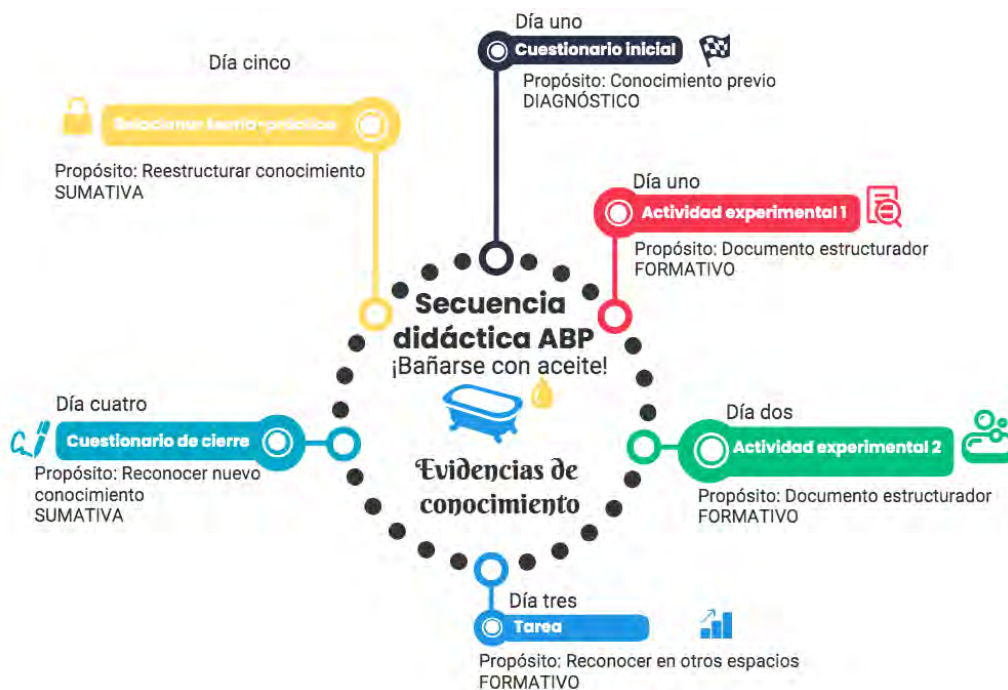 Día uno
Cuestionario inicial
Propósito: Conocimiento previo
DIAGNÓSTICO
Día uno
Actividad experimental 1
Propósito: Documento estructurador
FORMATIVO
Día dos
Actividad experimental 2
Propósito: Documento estructurador
FORMATIVO
Día tres
Tarea
Propósito: Reconocer en otros espacios
FORMATIVO
Día cuatro
Cuestionario de cierre
Propósito: Reconocer nuevo
conocimiento
SUMATIVA
Día cinco
Relacionar teoría-práctica
Propósito: Reestructurar conocimiento
SUMATIVA
Secuencia
didáctica ABP
¡Bañarse con aceite!
Evidencias de
conocimiento